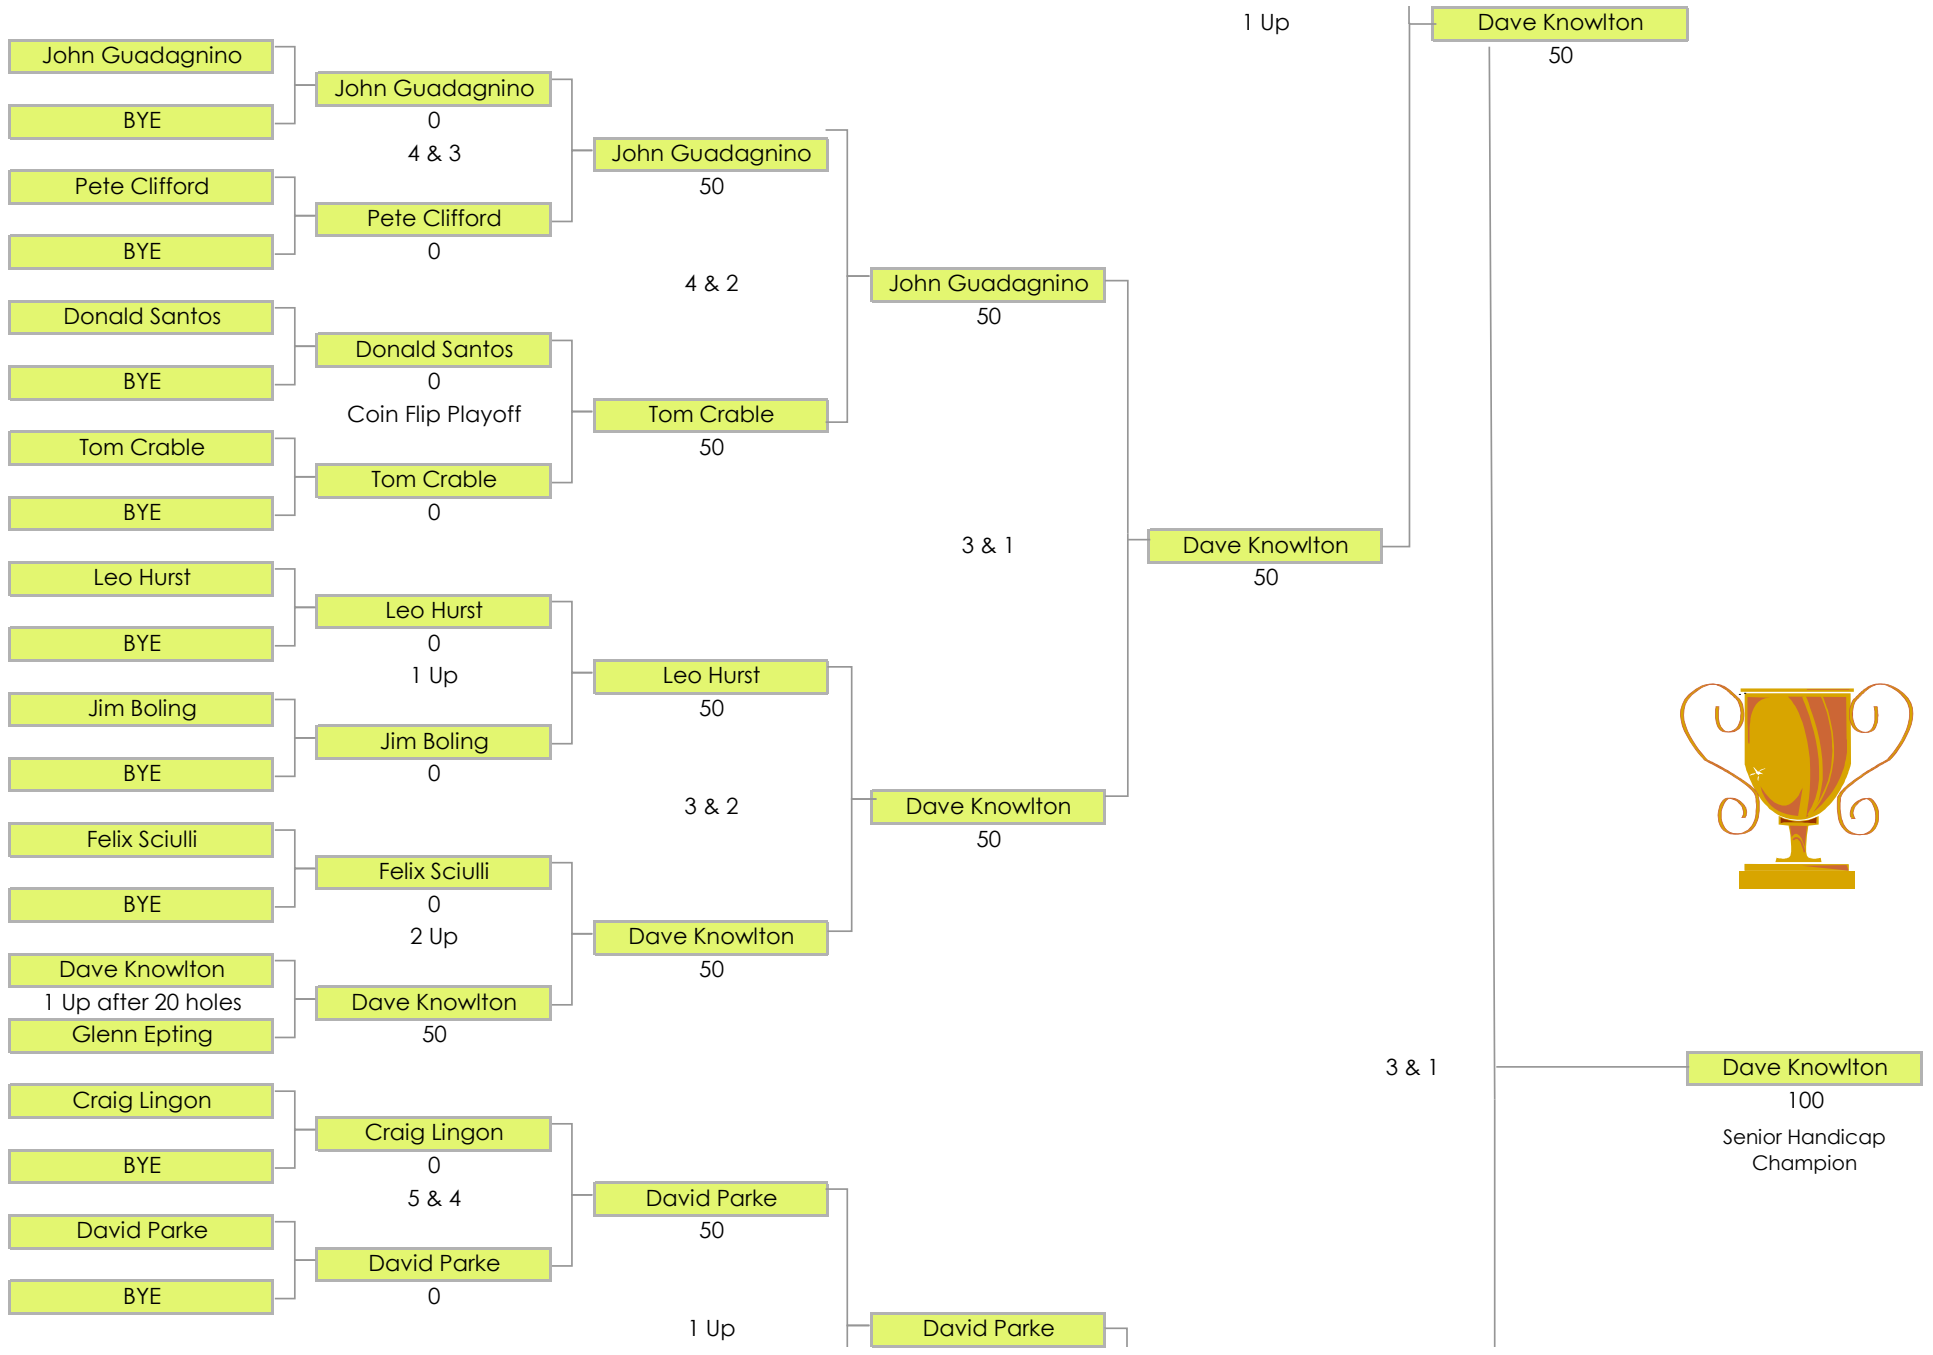 1 Up
Dave Knowlton
50
John Guadagnino
BYE
Pete Clifford
BYE
Donald Santos
BYE
Tom Crable
BYE
Leo Hurst
BYE
Jim Boling
BYE
Felix Sciulli
BYE
Dave Knowlton
1 Up after 20 holes
Glenn Epting
Craig Lingon
BYE
David Parke
BYE
John Guadagnino
0
4 & 3
Pete Clifford
0
Donald Santos
0
Coin Flip Playoff
Tom Crable
0
Leo Hurst
0
1 Up
Jim Boling
0
Felix Sciulli
0
2 Up
Dave Knowlton
50
Craig Lingon
0
5 & 4
David Parke
0
John Guadagnino
50
4 & 2
Tom Crable
50
Leo Hurst
50
3 & 2
Dave Knowlton
50
David Parke
50
1 Up
John Guadagnino
50
3 & 1
Dave Knowlton
50
David Parke
Dave Knowlton
50
3 & 1
Dave Knowlton
100
Senior Handicap
Champion